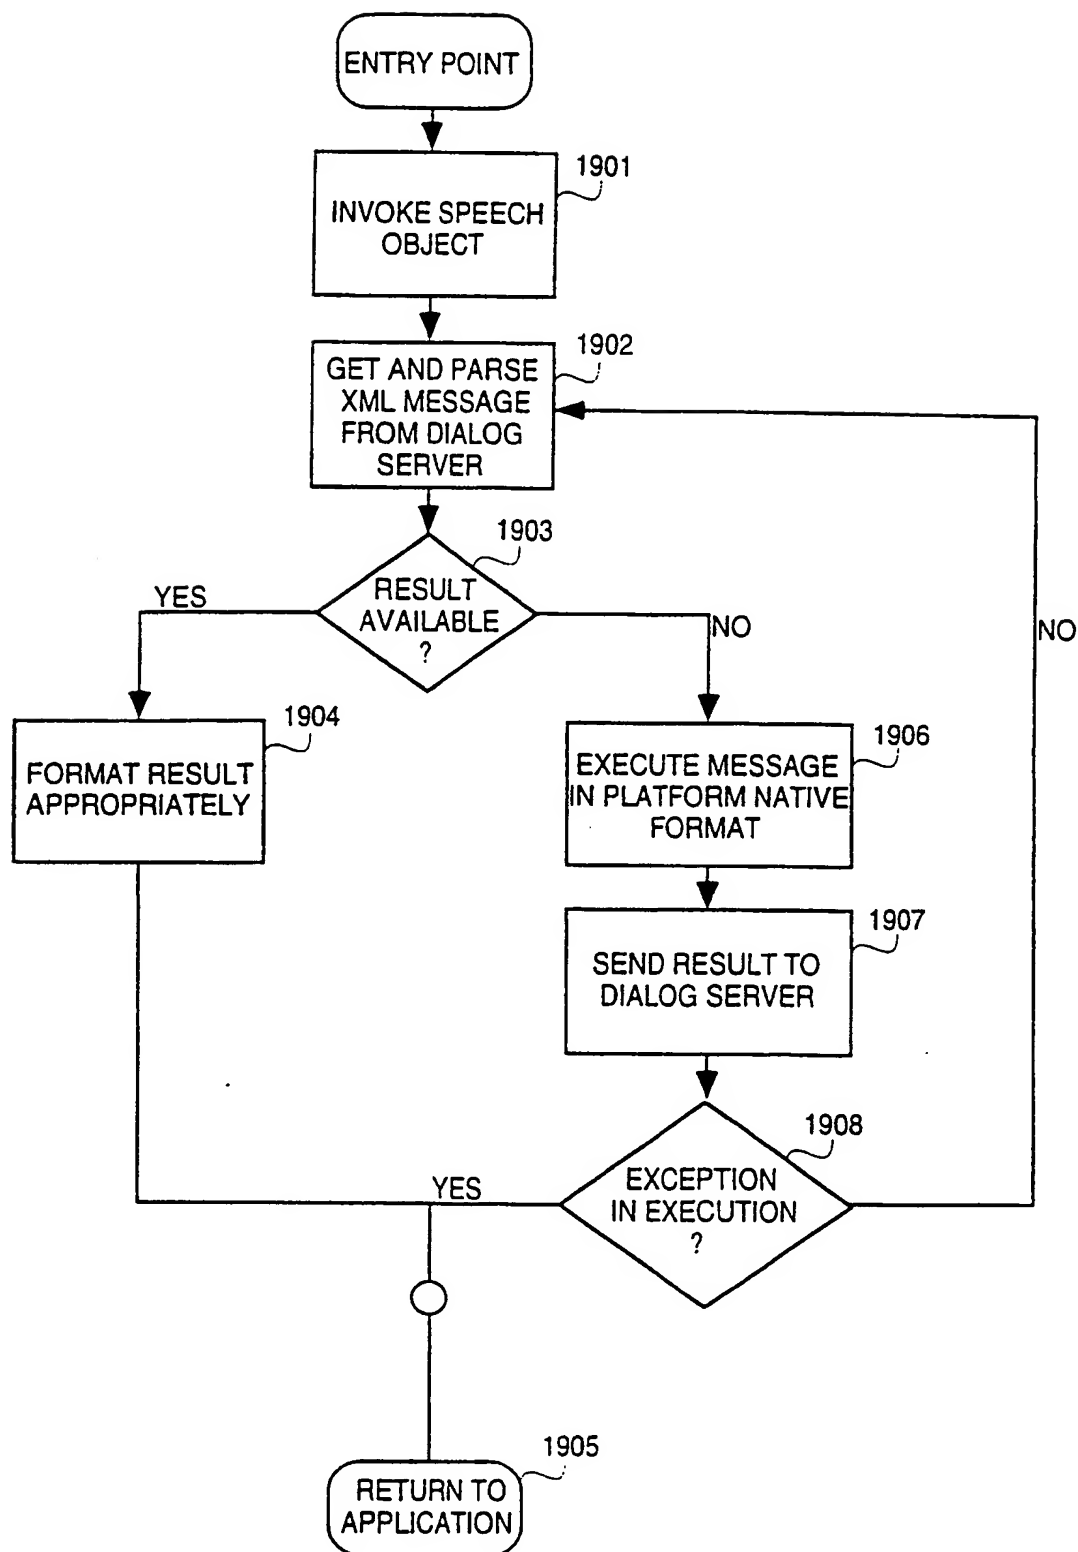 ENTRY POINT
1901
INVOKE SPEECH
OBJECT
1902
GET AND PARSE
XML MESSAGE
FROM DIALOG
SERVER
1903
RESULT
AVAILABLE
?
YES
NO
NO
1904
FORMAT RESULT
APPROPRIATELY
1906
EXECUTE MESSAGE
IN PLATFORM NATIVE
FORMAT
1907
SEND RESULT TO
DIALOG SERVER
1908
EXCEPTION
IN EXECUTION
?
YES
1905
RETURN TO
APPLICATION